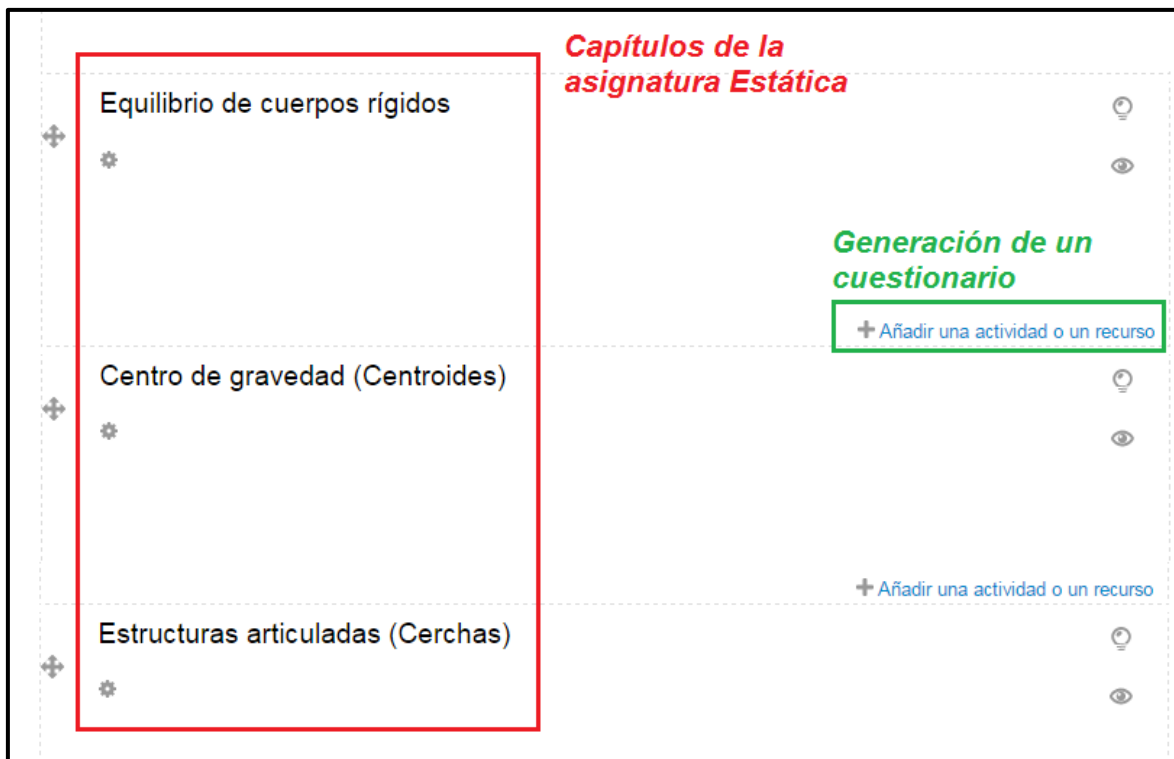 Capítulos de la
asignatura Estática
Equilibrio de cuerpos rígidos
Generación de un
cuestionario
Añadir una actividad o un recurso
Centro de gravedad (Centroides)
Añadir una actividad o un recurso
Estructuras articuladas (Cerchas)